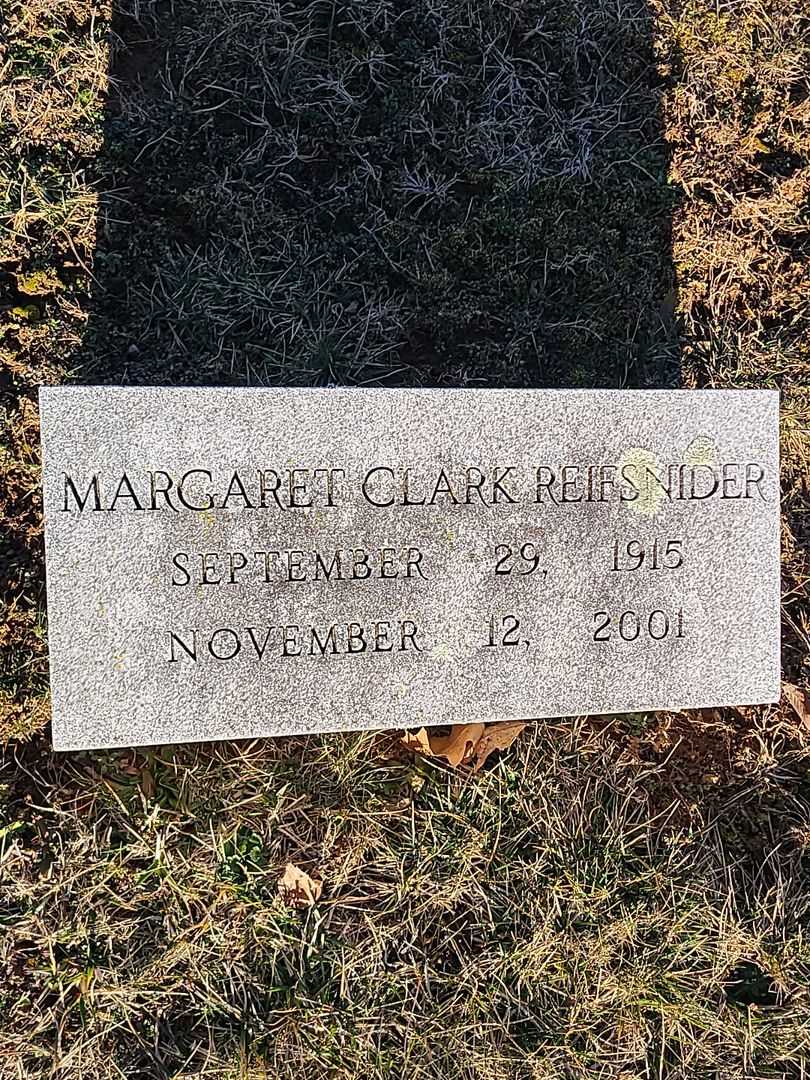 MARGARET CLARK REIFSNIDER
SEPTEMBER 29, 1915
NOVEMBER 12, 2001